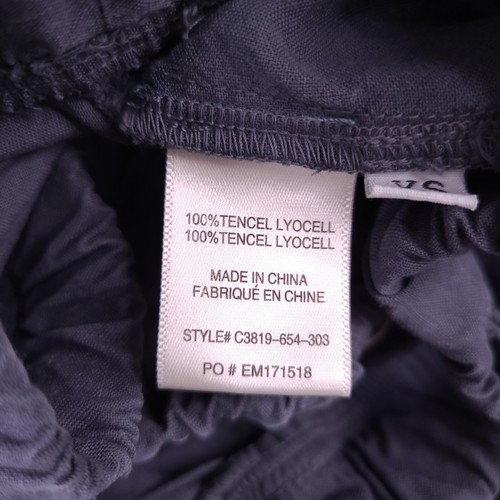 100%TENCEL LYOCELL
100%TENCEL LYOCELL
MADE IN CHINA
FABRIQUÉ EN CHINE
STYLE# C3819-654-303
PO # EM171518
XS